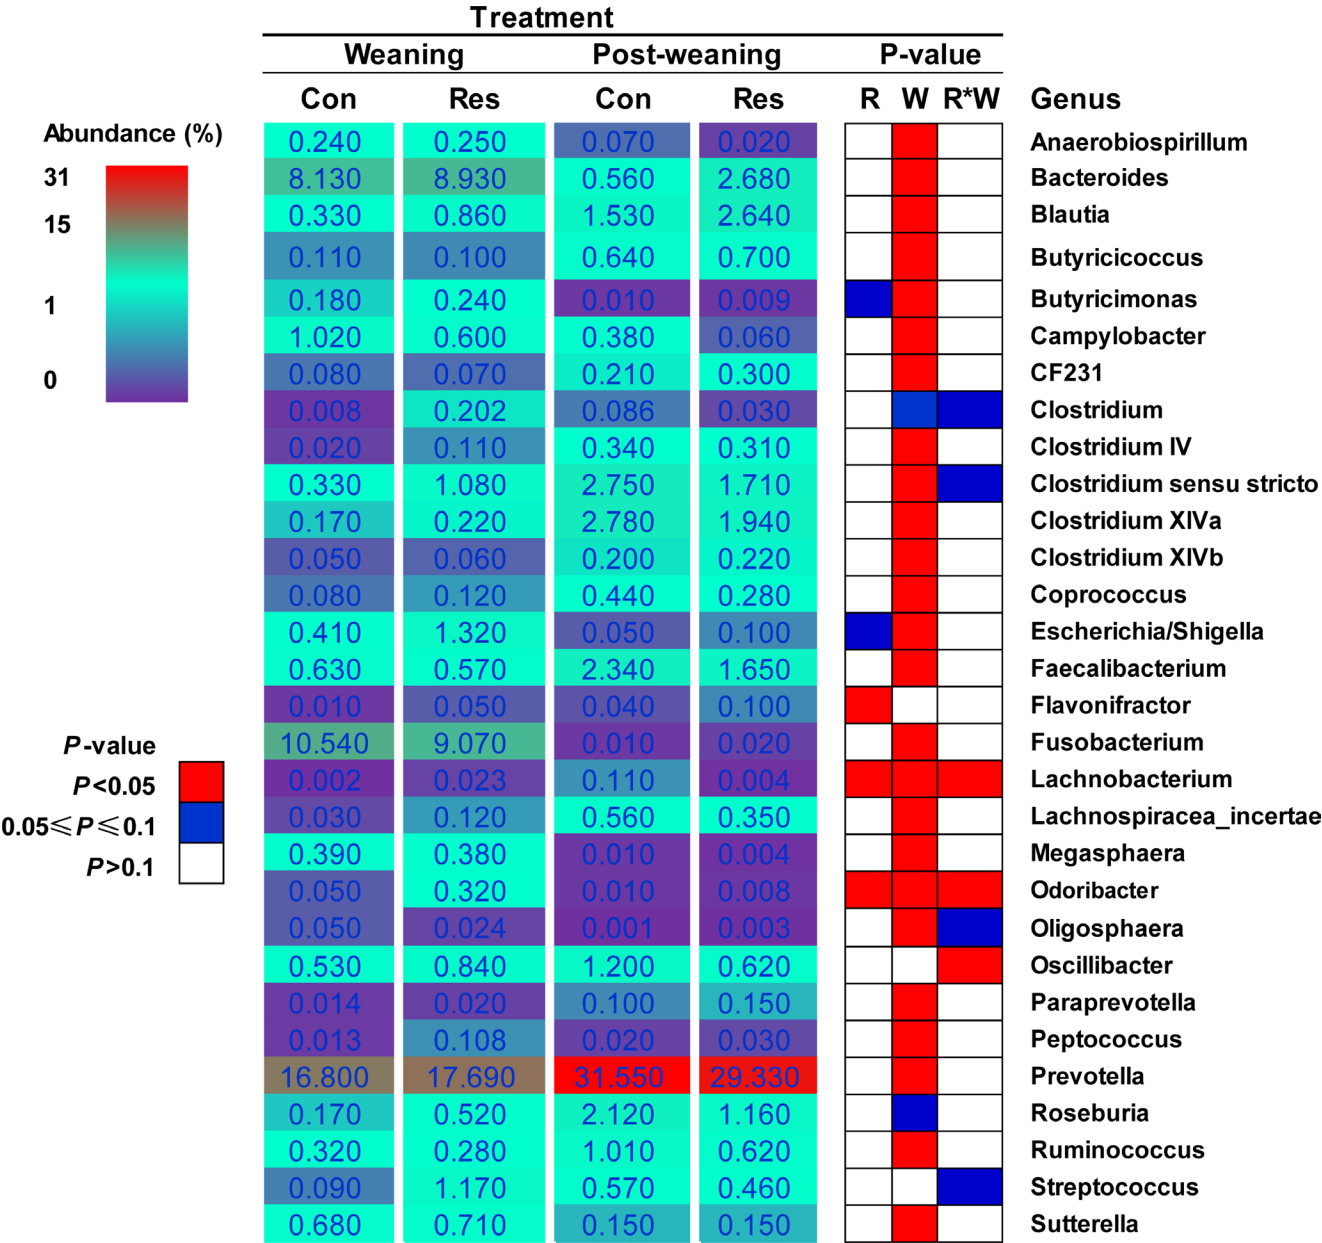 Treatment
Weaning Post-weaning P-value
Con Res Con Res R W R*W Genus
Abundance (%)
31
15
1
0
0.240 0.250 0.070 0.020 Anaerobiospirillum
8.130 8.930 0.560 2.680 Bacteroides
0.330 0.860 1.530 2.640 Blautia
0.110 0.100 0.640 0.700 Butyricicoccus
0.180 0.240 0.010 0.009 Butyricimonas
1.020 0.600 0.380 0.060 Campylobacter
0.080 0.070 0.210 0.300 CF231
0.008 0.202 0.086 0.030 Clostridium
0.020 0.110 0.340 0.310 Clostridium IV
0.330 1.080 2.750 1.710 Clostridium sensu stricto
0.170 0.220 2.780 1.940 Clostridium XIVa
0.050 0.060 0.200 0.220 Clostridium XIVb
0.080 0.120 0.440 0.280 Coprococcus
0.410 1.320 0.050 0.100 Escherichia/Shigella
0.630 0.570 2.340 1.650 Faecalibacterium
0.010 0.050 0.040 0.100 Flavonifractor
10.540 9.070 0.010 0.020 Fusobacterium
0.002 0.023 0.110 0.004 Lachnobacterium
0.030 0.120 0.560 0.350 Lachnospiracea_incertae
0.390 0.380 0.010 0.004 Megasphaera
0.050 0.320 0.010 0.008 Odoribacter
0.050 0.024 0.001 0.003 Oligosphaera
0.530 0.840 1.200 0.620 Oscillibacter
0.014 0.020 0.100 0.150 Paraprevotella
0.013 0.108 0.020 0.030 Peptococcus
16.800 17.690 31.550 29.330 Prevotella
0.170 0.520 2.120 1.160 Roseburia
0.320 0.280 1.010 0.620 Ruminococcus
0.090 1.170 0.570 0.460 Streptococcus
0.680 0.710 0.150 0.150 Sutterella
P-value
P<0.05
0.05⩽P⩽0.1
P>0.1